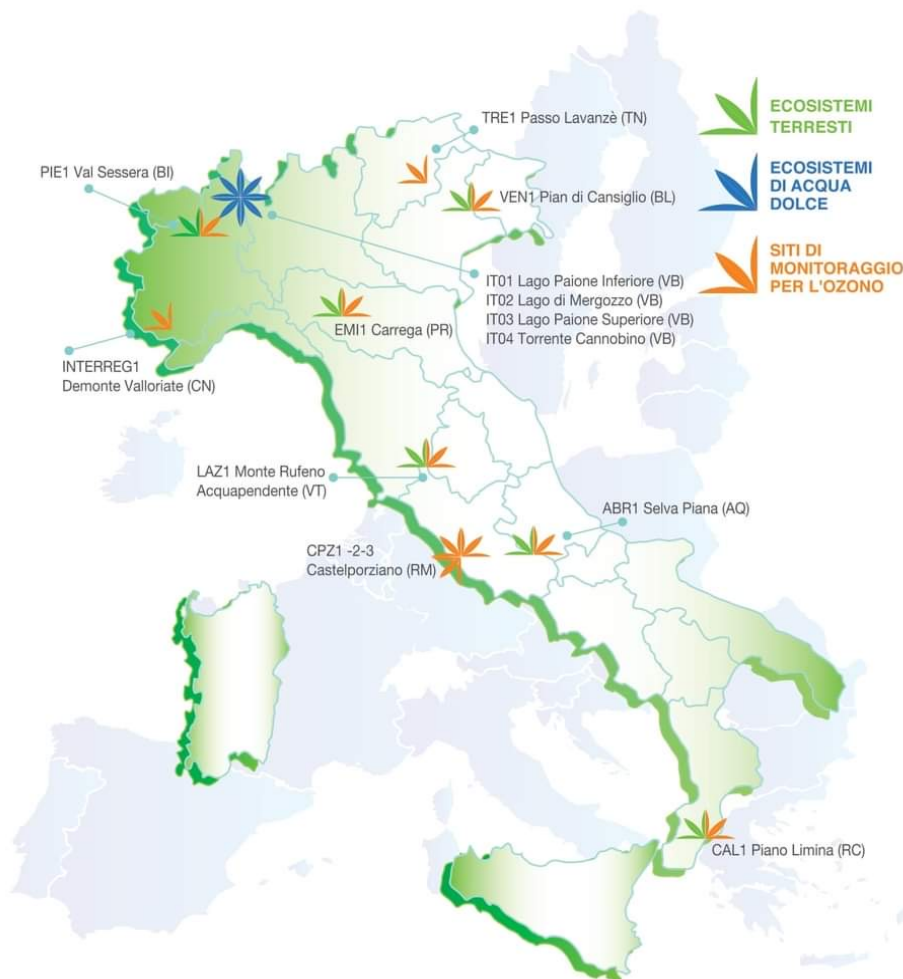 TRE1 Passo Lavanzè (TN)
ECOSISTEMI
TERRESTI
PIE1 Val Sessera (BI)
ECOSISTEMI
DI ACQUA
DOLCE
VEN1 Pian di Cansiglio (BL)
SITI DI
MONITORAGGIO
PER L'OZONO
IT01 Lago Paione Inferiore (VB)
IT02 Lago di Mergozzo (VB)
IT03 Lago Paione Superiore (VB)
IT04 Torrente Cannobino (VB)
EMI1 Carrega (PR)
INTERREG1
Demonte Valloriate (CN)
LAZ1 Monte Rufeno
Acquapendente (VT)
ABR1 Selva Piana (AQ)
CPZ1 -2-3
Castelporziano (RM)
CAL1 Piano Limina (RC)